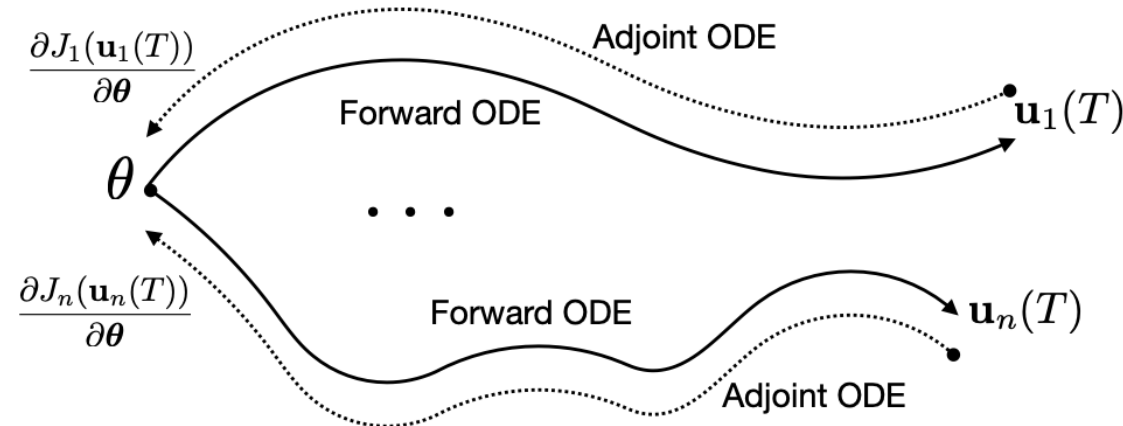 Adjoint ODE
∂J₁(u₁(T))
∂θ
Forward ODE
u₁(T)
θ
. . .
∂Jₙ(uₙ(T))
∂θ
Forward ODE
uₙ(T)
Adjoint ODE